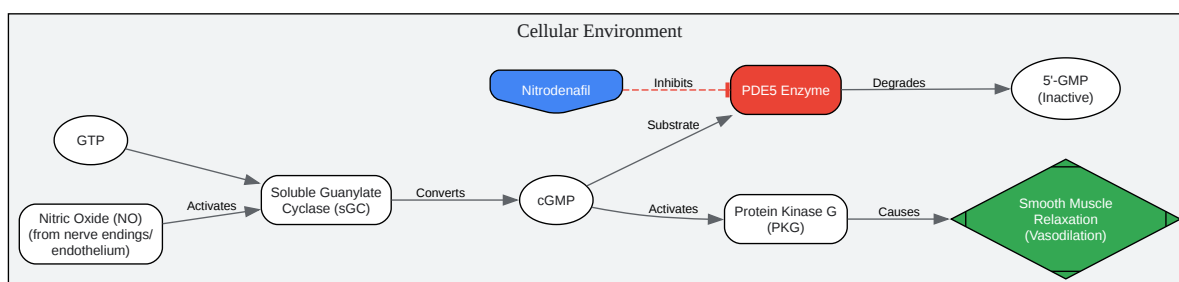 Cellular Environment
Nitrodenafil
Inhibits
PDE5 Enzyme
Degrades
5'-GMP
(Inactive)
GTP
Substrate
Nitric Oxide (NO)
(from nerve endings/
endothelium)
Activates
Soluble Guanylate
Cyclase (sGC)
Converts
cGMP
Activates
Protein Kinase G
(PKG)
Causes
Smooth Muscle
Relaxation
(Vasodilation)